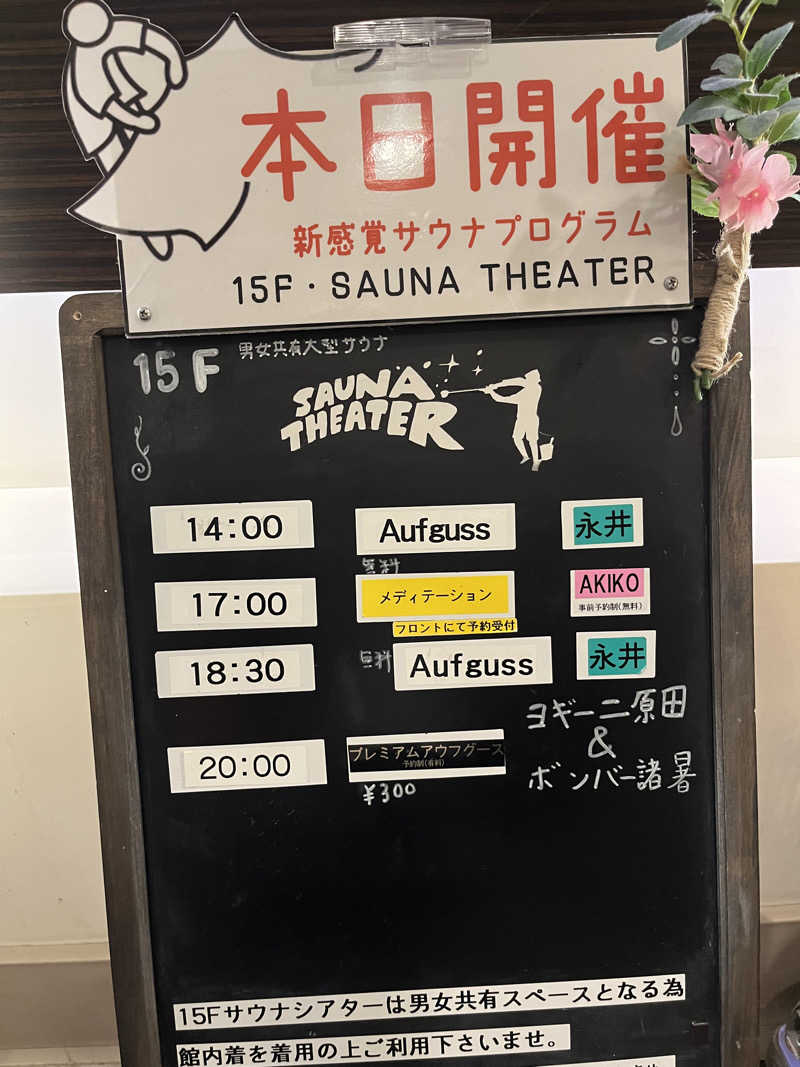 本日開催
新感覚サウナプログラム
15F・SAUNA THEATER
15F 男女共有大型サウナ
SAUNA
THEATER
14:00 Aufguss 永井
無料
17:00 メディテーション AKIKO
事前予約制(無料)
フロントにて予約受付
18:30 無料 Aufguss 永井
ヨギーニ原田
&
ボンバー諸暑
20:00 プレミアムアウフグース
予約制(有料)
¥300
15Fサウナシアターは男女共有スペースとなる為
館内着を着用の上ご利用下さいませ。